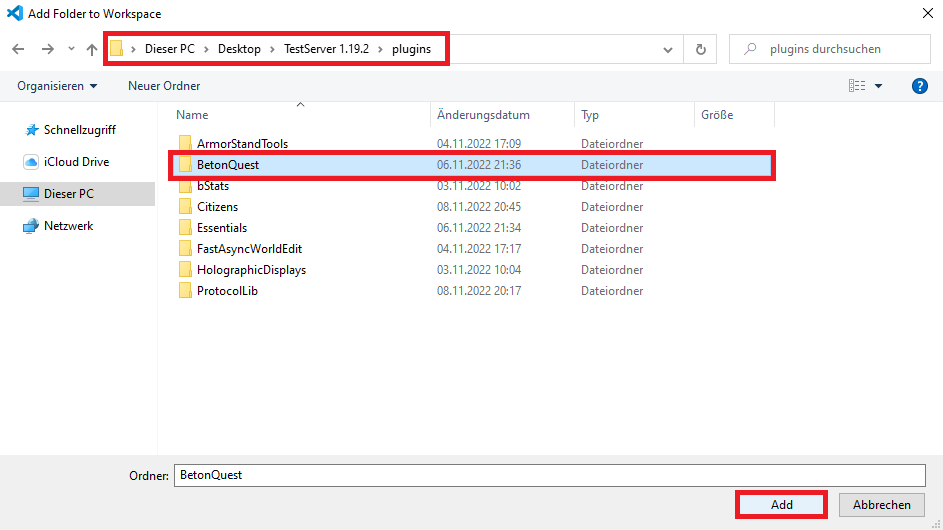 Add Folder to Workspace
Dieser PC Desktop TestServer 1.19.2 plugins plugins durchsuchen
Organisieren Neuer Ordner ?
Name Änderungsdatum Typ Größe
Schnellzugriff
iCloud Drive
Dieser PC
Netzwerk
ArmorStandTools 04.11.2022 17:09 Dateiordner
BetonQuest 06.11.2022 21:36 Dateiordner
bStats 03.11.2022 10:02 Dateiordner
Citizens 08.11.2022 20:45 Dateiordner
Essentials 06.11.2022 21:34 Dateiordner
FastAsyncWorldEdit 04.11.2022 17:17 Dateiordner
HolographicDisplays 03.11.2022 10:04 Dateiordner
ProtocolLib 08.11.2022 20:17 Dateiordner
Ordner: BetonQuest
Add Abbrechen